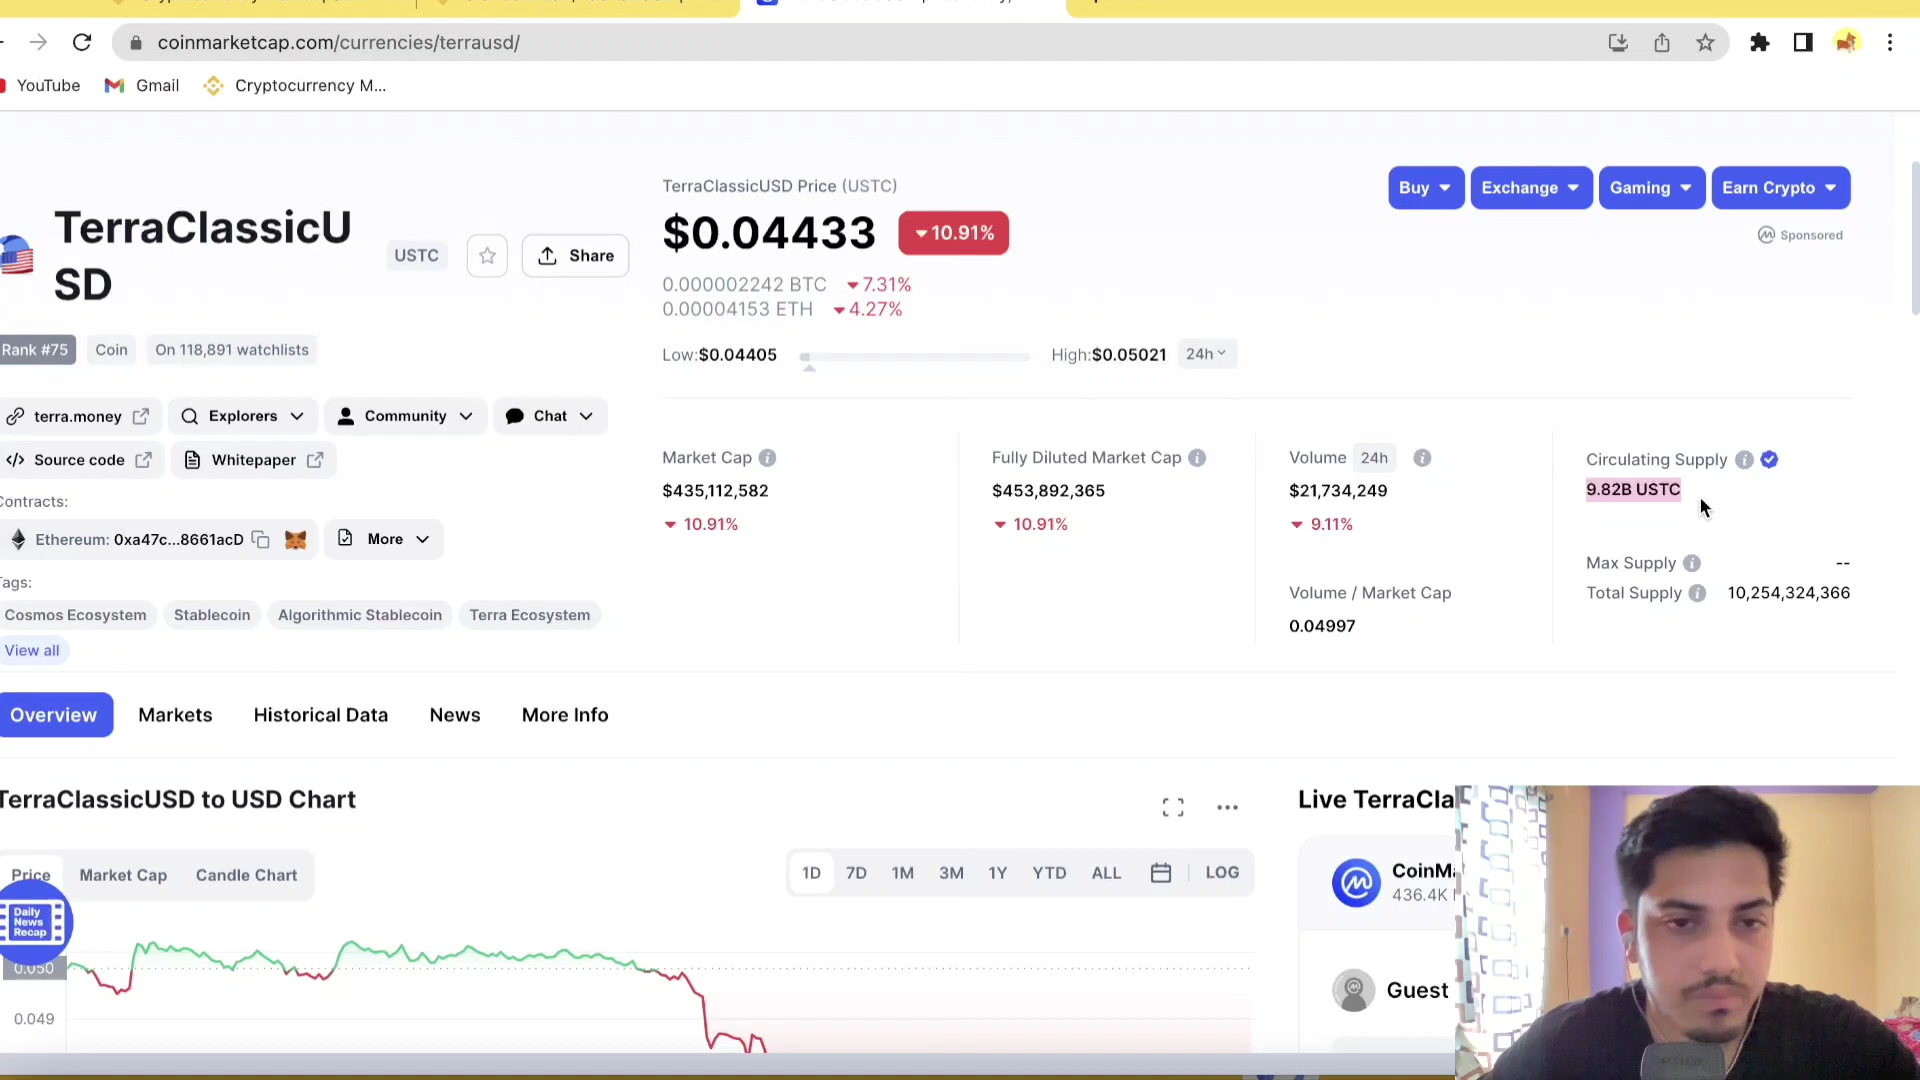 coinmarketcap.com/currencies/terrausd/
YouTube Gmail Cryptocurrency M...
TerraClassicU
SD
USTC
Share
Rank #75 Coin On 118,891 watchlists
terra.money Explorers Community Chat
Source code Whitepaper
Contracts:
Ethereum: 0xa47c...8661acD More
Tags:
Cosmos Ecosystem Stablecoin Algorithmic Stablecoin Terra Ecosystem
View all
TerraClassicUSD Price (USTC)
$0.04433 10.91%
0.000002242 BTC 7.31%
0.00004153 ETH 4.27%
Low:$0.04405 High:$0.05021 24h
Buy Exchange Gaming Earn Crypto
Sponsored
Market Cap
$435,112,582
10.91%
Fully Diluted Market Cap
$453,892,365
10.91%
Volume 24h
$21,734,249
9.11%
Volume / Market Cap
0.04997
Circulating Supply
9.82B USTC
Max Supply --
Total Supply 10,254,324,366
Overview Markets Historical Data News More Info
TerraClassicUSD to USD Chart
Price Market Cap Candle Chart
1D 7D 1M 3M 1Y YTD ALL LOG
Daily
News
Recap
0.050
0.049
Live TerraCla
CoinMa
436.4K
Guest